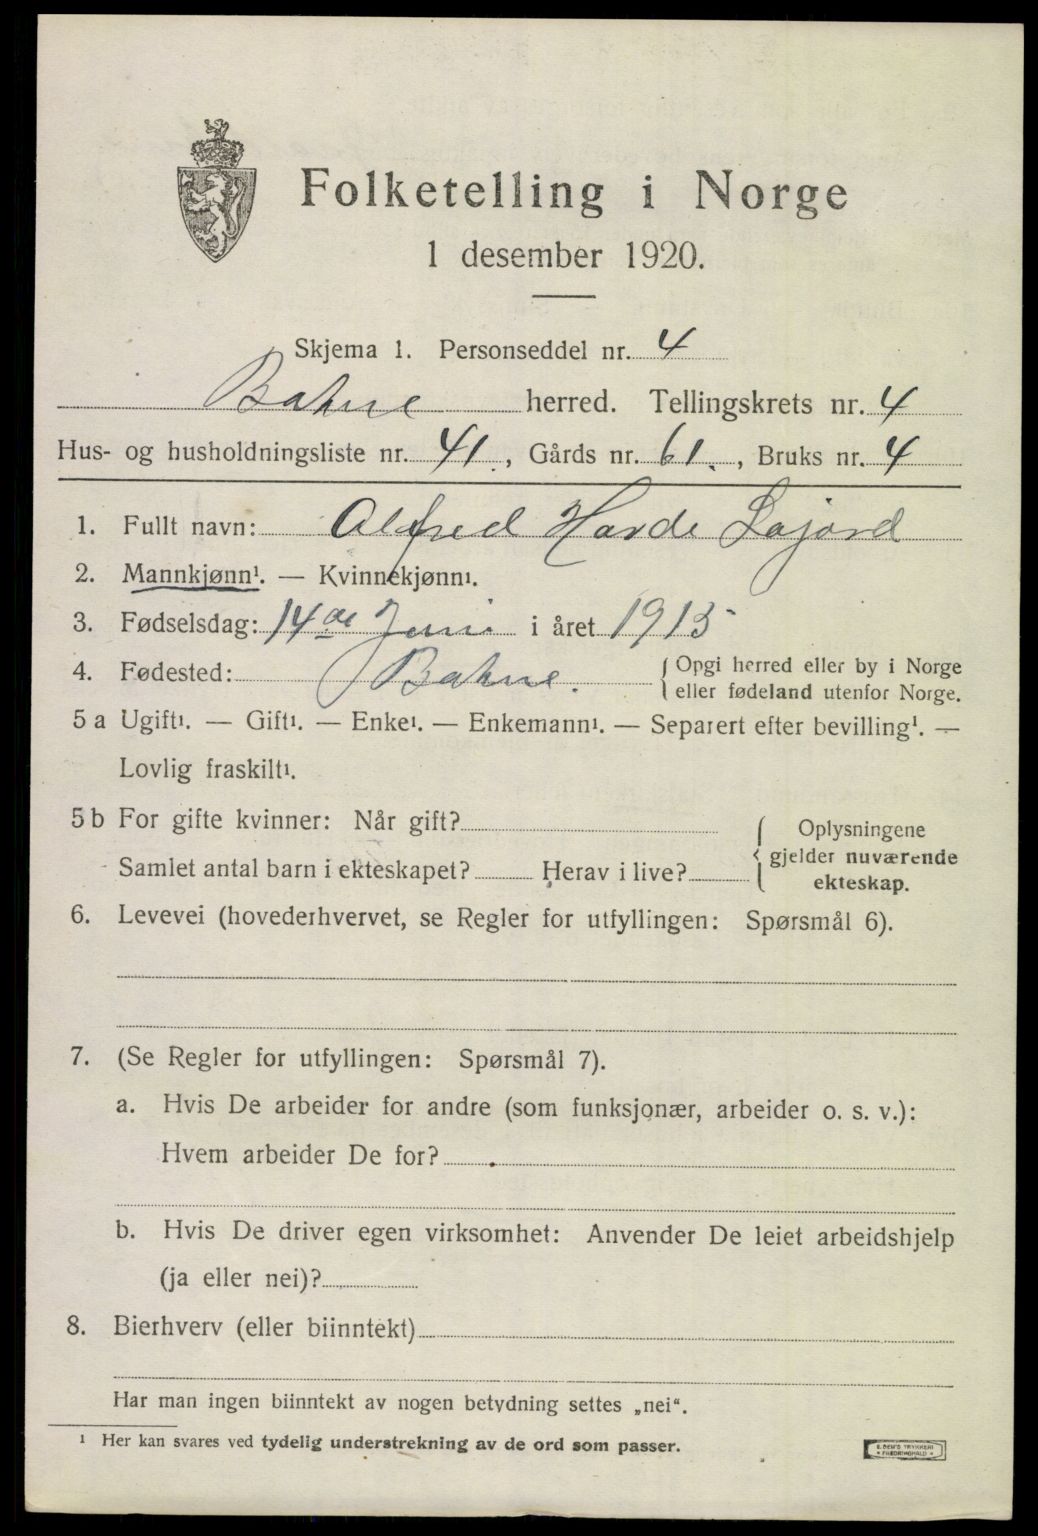 Folketelling i Norge
1 desember 1920.
Skjema 1. Personseddel nr. 4
Bakne herred. Tellingskrets nr. 4
Hus- og husholdningsliste nr. 41., Gårds nr. 61., Bruks nr. 4
1. Fullt navn: Alfred Lajord
2. Mannkjønn¹. — Kvinnekjønn¹.
3. Fødselsdag: 14de Juni i året 1915
4. Fødested: Bakne. { Opgi herred eller by i Norge
eller fødeland utenfor Norge.
5 a Ugift¹. — Gift¹. — Enke¹. — Enkemann¹. — Separert efter bevilling¹. —
Lovlig fraskilt¹.
5 b For gifte kvinner: Når gift?
Oplysningene
gjelder nuværende
ekteskap.
Samlet antal barn i ekteskapet? Herav i live?
6. Levevei (hovederhvervet, se Regler for utfyllingen: Spørsmål 6).
7. (Se Regler for utfyllingen: Spørsmål 7).
a. Hvis De arbeider for andre (som funksjonær, arbeider o. s. v.):
Hvem arbeider De for?
b. Hvis De driver egen virksomhet: Anvender De leiet arbeidshjelp
(ja eller nei)?
8. Bierhverv (eller biinntekt)
Har man ingen biinntekt av nogen betydning settes „nei“.
¹ Her kan svares ved tydelig understrekning av de ord som passer.
E. SEM'S TRYKKERI
• FREDRIKSHALD •